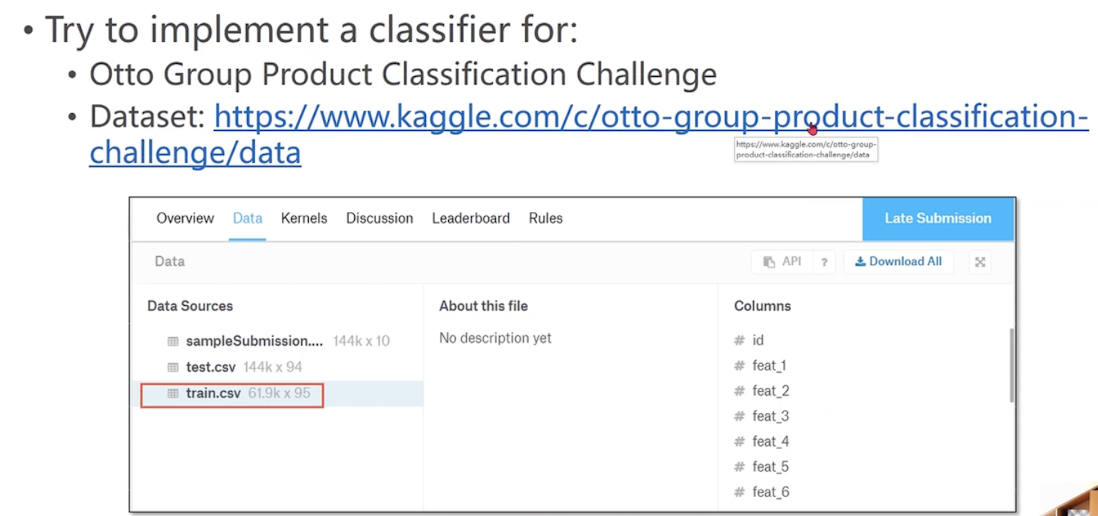 • Try to implement a classifier for:
• Otto Group Product Classification Challenge
• Dataset: https://www.kaggle.com/c/otto-group-product-classification-
challenge/data
https://www.kaggle.com/c/otto-group-
product-classification-challenge/data
Overview Data Kernels Discussion Leaderboard Rules Late Submission
Data API ? Download All
Data Sources
sampleSubmission.... 144k x 10
test.csv 144k x 94
train.csv 61.9k x 95
About this file
No description yet
Columns
# id
# feat_1
# feat_2
# feat_3
# feat_4
# feat_5
# feat_6